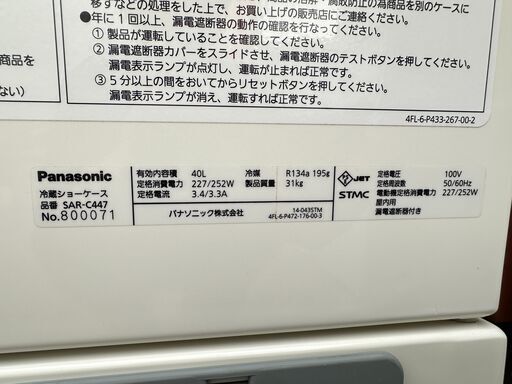 移すなどの処置をした上で、お買い上げの販売店にご連絡ください。
●年に1回以上、漏電遮断器の動作の確認を行なってください。
① 製品が運転していることを確認してください。
② 漏電遮断器カバーをスライドさせ、漏電遮断器のテストボタンを押してください。
漏電表示ランプが点灯し、運転が止まれば正常です。
③ 5分以上の間をおいてからリセットボタンを押してください。
漏電表示ランプが消え、運転すれば正常です。
商品を
ない)
4FL-6-P433-267-00-2
Panasonic
冷蔵ショーケース
品番 SAR-C447
No.800071
有効内容積 40L
定格消費電力 227/252W
定格電流 3.4/3.3A
冷媒 R134a 195g
製品質量 31kg
パナソニック株式会社
14-0435TM
4FL-6-P472-176-00-3
JET
STMC
定格電圧 100V
定格周波数 50/60Hz
電動機定格消費電力 227/252W
屋内用
漏電遮断器付き